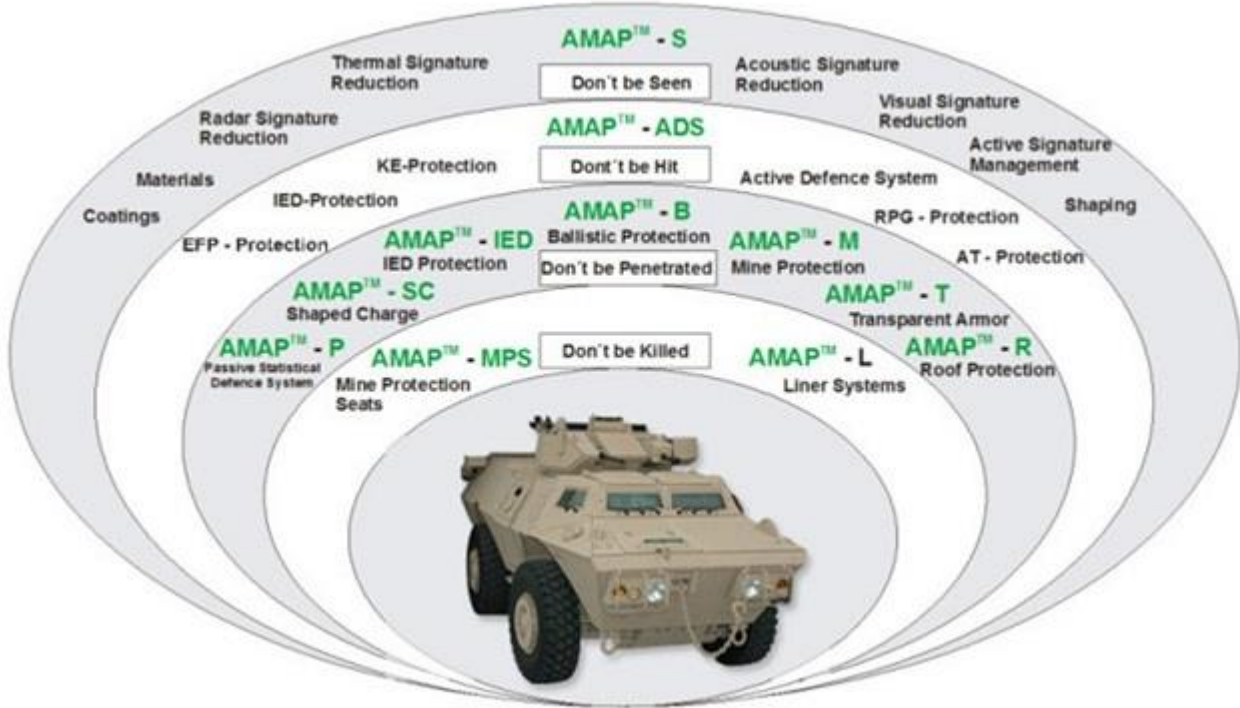 AMAP™ - S
Don´t be Seen
Thermal Signature
Reduction
Acoustic Signature
Reduction
Radar Signature
Reduction
Visual Signature
Reduction
Active Signature
Management
Materials
Coatings
Shaping
AMAP™ - ADS
Dont´t be Hit
KE-Protection
IED-Protection
EFP - Protection
Active Defence System
RPG - Protection
AT - Protection
AMAP™ - B
Ballistic Protection
Don´t be Penetrated
AMAP™ - IED
IED Protection
AMAP™ - M
Mine Protection
AMAP™ - SC
Shaped Charge
AMAP™ - T
Transparent Armor
AMAP™ - P
Passive Statistical
Defence System
AMAP™ - R
Roof Protection
Don´t be Killed
AMAP™ - MPS
Mine Protection
Seats
AMAP™ - L
Liner Systems